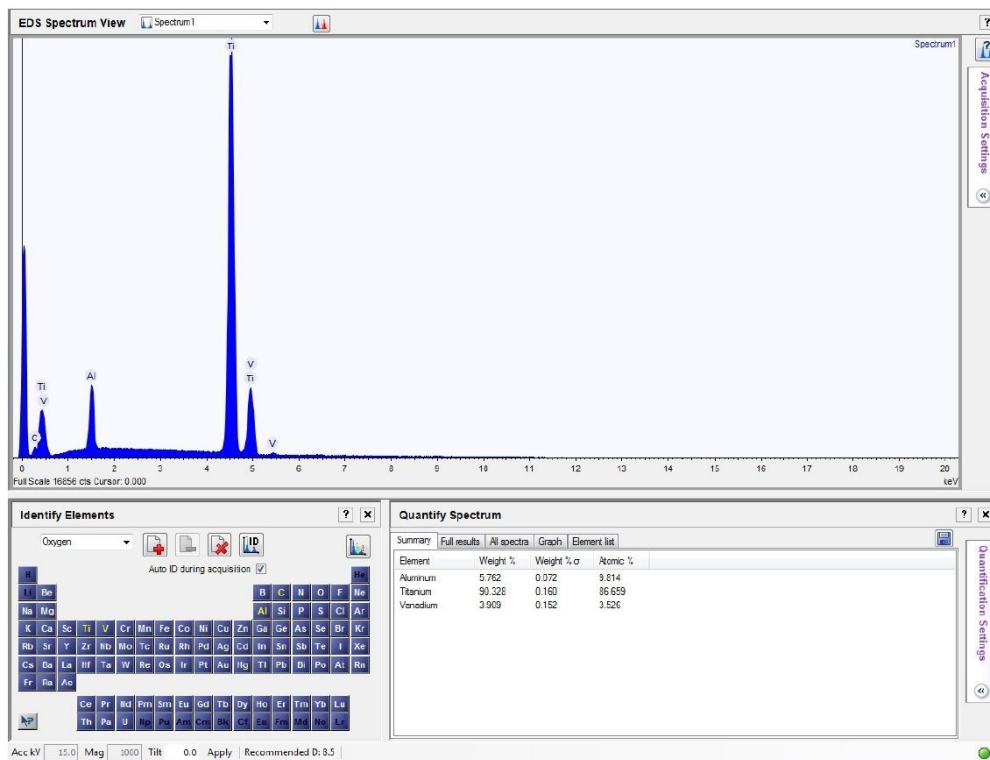 EDS Spectrum View Spectrum1 ?
Spectrum1
Ti
V
Ti
Al
Ti
V
C
V
0 1 2 3 4 5 6 7 8 9 10 11 12 13 14 15 16 17 18 19 20
Full Scale 16856 cts Cursor: 0.000 keV
Acquisition Settings
Identify Elements ? X
Oxygen ID
Auto ID during acquisition
H He
Li Be B C N O F Ne
Na Mg Al Si P S Cl Ar
K Ca Sc Ti V Cr Mn Fe Co Ni Cu Zn Ga Ge As Se Br Kr
Rb Sr Y Zr Nb Mo Tc Ru Rh Pd Ag Cd In Sn Sb Te I Xe
Cs Ba La Hf Ta W Re Os Ir Pt Au Hg Tl Pb Bi Po At Rn
Fr Ra Ac
Ce Pr Nd Pm Sm Eu Gd Tb Dy Ho Er Tm Yb Lu
Th Pa U Np Pu Am Cm Bk Cf Es Fm Md No Lr
Quantify Spectrum ? X
Summary Full results All spectra Graph Element list
Element Weight % Weight % σ Atomic %
Aluminum 5.762 0.072 9.814
Titanium 90.328 0.160 86.659
Vanadium 3.909 0.152 3.526
Quantification Settings
Acc kV 15.0 Mag 1000 Tilt 0.0 Apply Recommended D: 8.5